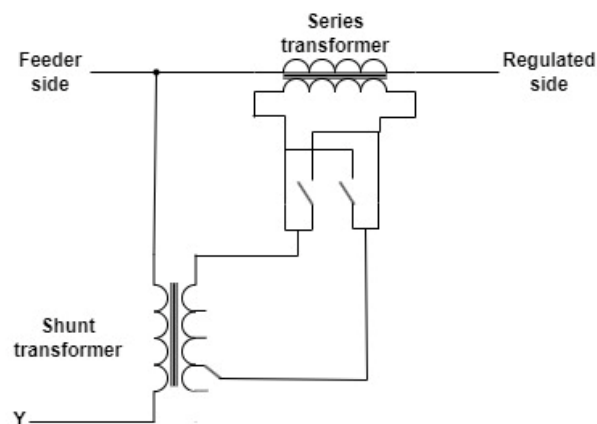 Series
transformer
Feeder
side
Regulated
side
Shunt
transformer
Y